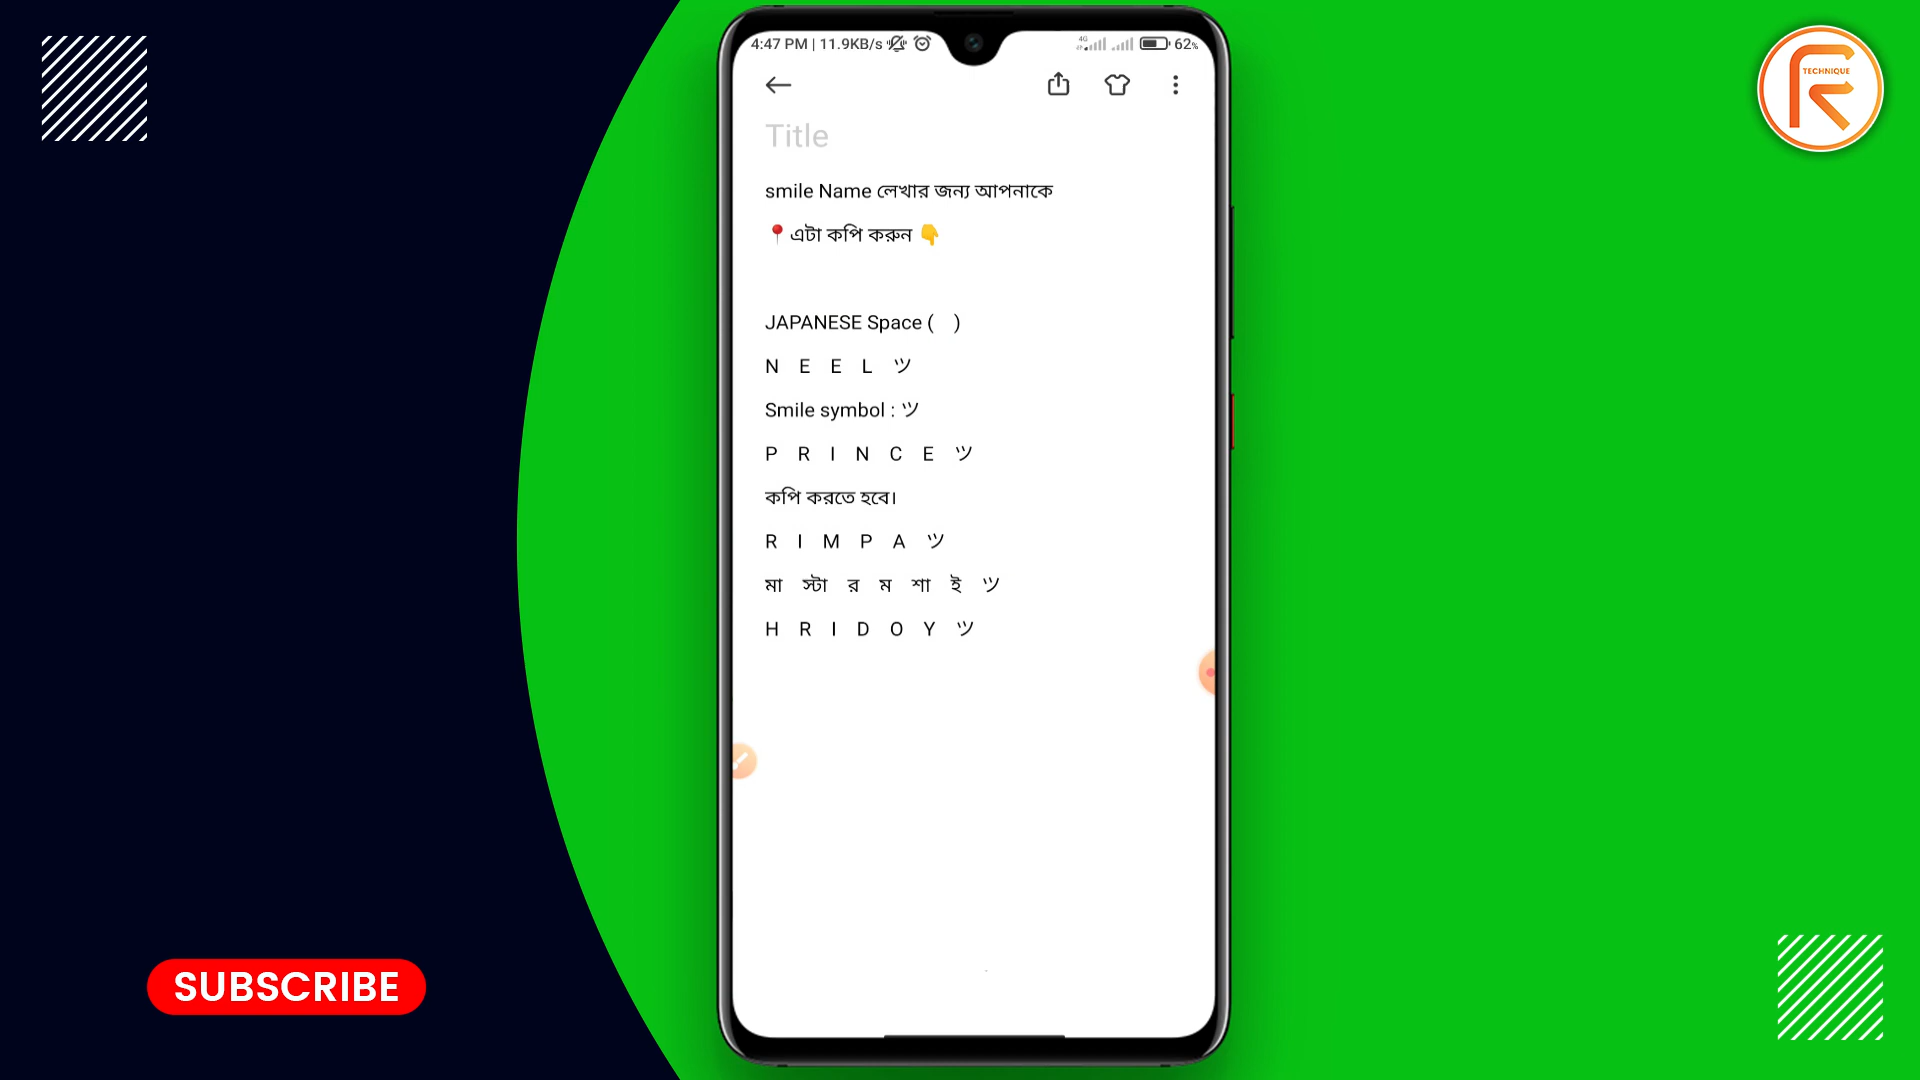 4:47 PM | 11.9KB/s 4G 62%
TECHNIQUE
Title
smile Name লেখার জন্য আপনাকে
📍এটা কপি করুন 👇
JAPANESE Space (　)
N　E　E　L　ツ
Smile symbol : ツ
P　R　I　N　C　E　ツ
কপি করতে হবে।
R　I　M　P　A　ツ
মা　স্টা　র　ম　শা　ই　ツ
H　R　I　D　O　Y　ツ
SUBSCRIBE